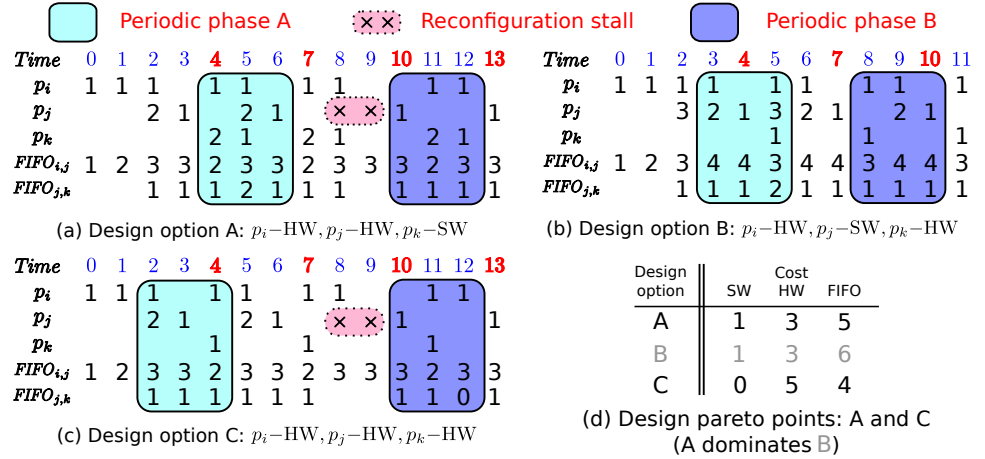 Periodic phase A × × Reconfiguration stall Periodic phase B
Time 0 1 2 3 4 5 6 7 8 9 10 11 12 13
p_i 1 1 1 1 1 1 1 1 1
p_j 2 1 2 1 × × 1 1
p_k 2 1 2 1 2 1
FIFO_{i,j} 1 2 3 3 2 3 3 2 3 3 3 2 3 3
FIFO_{j,k} 1 1 1 2 1 1 1 1 1 1 1 1
(a) Design option A: p_i−HW, p_j−HW, p_k−SW
Time 0 1 2 3 4 5 6 7 8 9 10 11
p_i 1 1 1 1 1 1 1 1 1
p_j 3 2 1 3 2 1 2 1
p_k 1 1 1
FIFO_{i,j} 1 2 3 4 4 3 4 4 3 4 4 3
FIFO_{j,k} 1 1 1 2 1 1 1 1 1 1
(b) Design option B: p_i−HW, p_j−SW, p_k−HW
Time 0 1 2 3 4 5 6 7 8 9 10 11 12 13
p_i 1 1 1 1 1 1 1 1 1
p_j 2 1 2 1 × × 1 1
p_k 1 1 1
FIFO_{i,j} 1 2 3 3 2 3 3 2 3 3 3 2 3 3
FIFO_{j,k} 1 1 1 1 1 1 1 1 0 1
(c) Design option C: p_i−HW, p_j−HW, p_k−HW
Design option Cost
SW HW FIFO
A 1 3 5
B 1 3 6
C 0 5 4
(d) Design pareto points: A and C
(A dominates B)